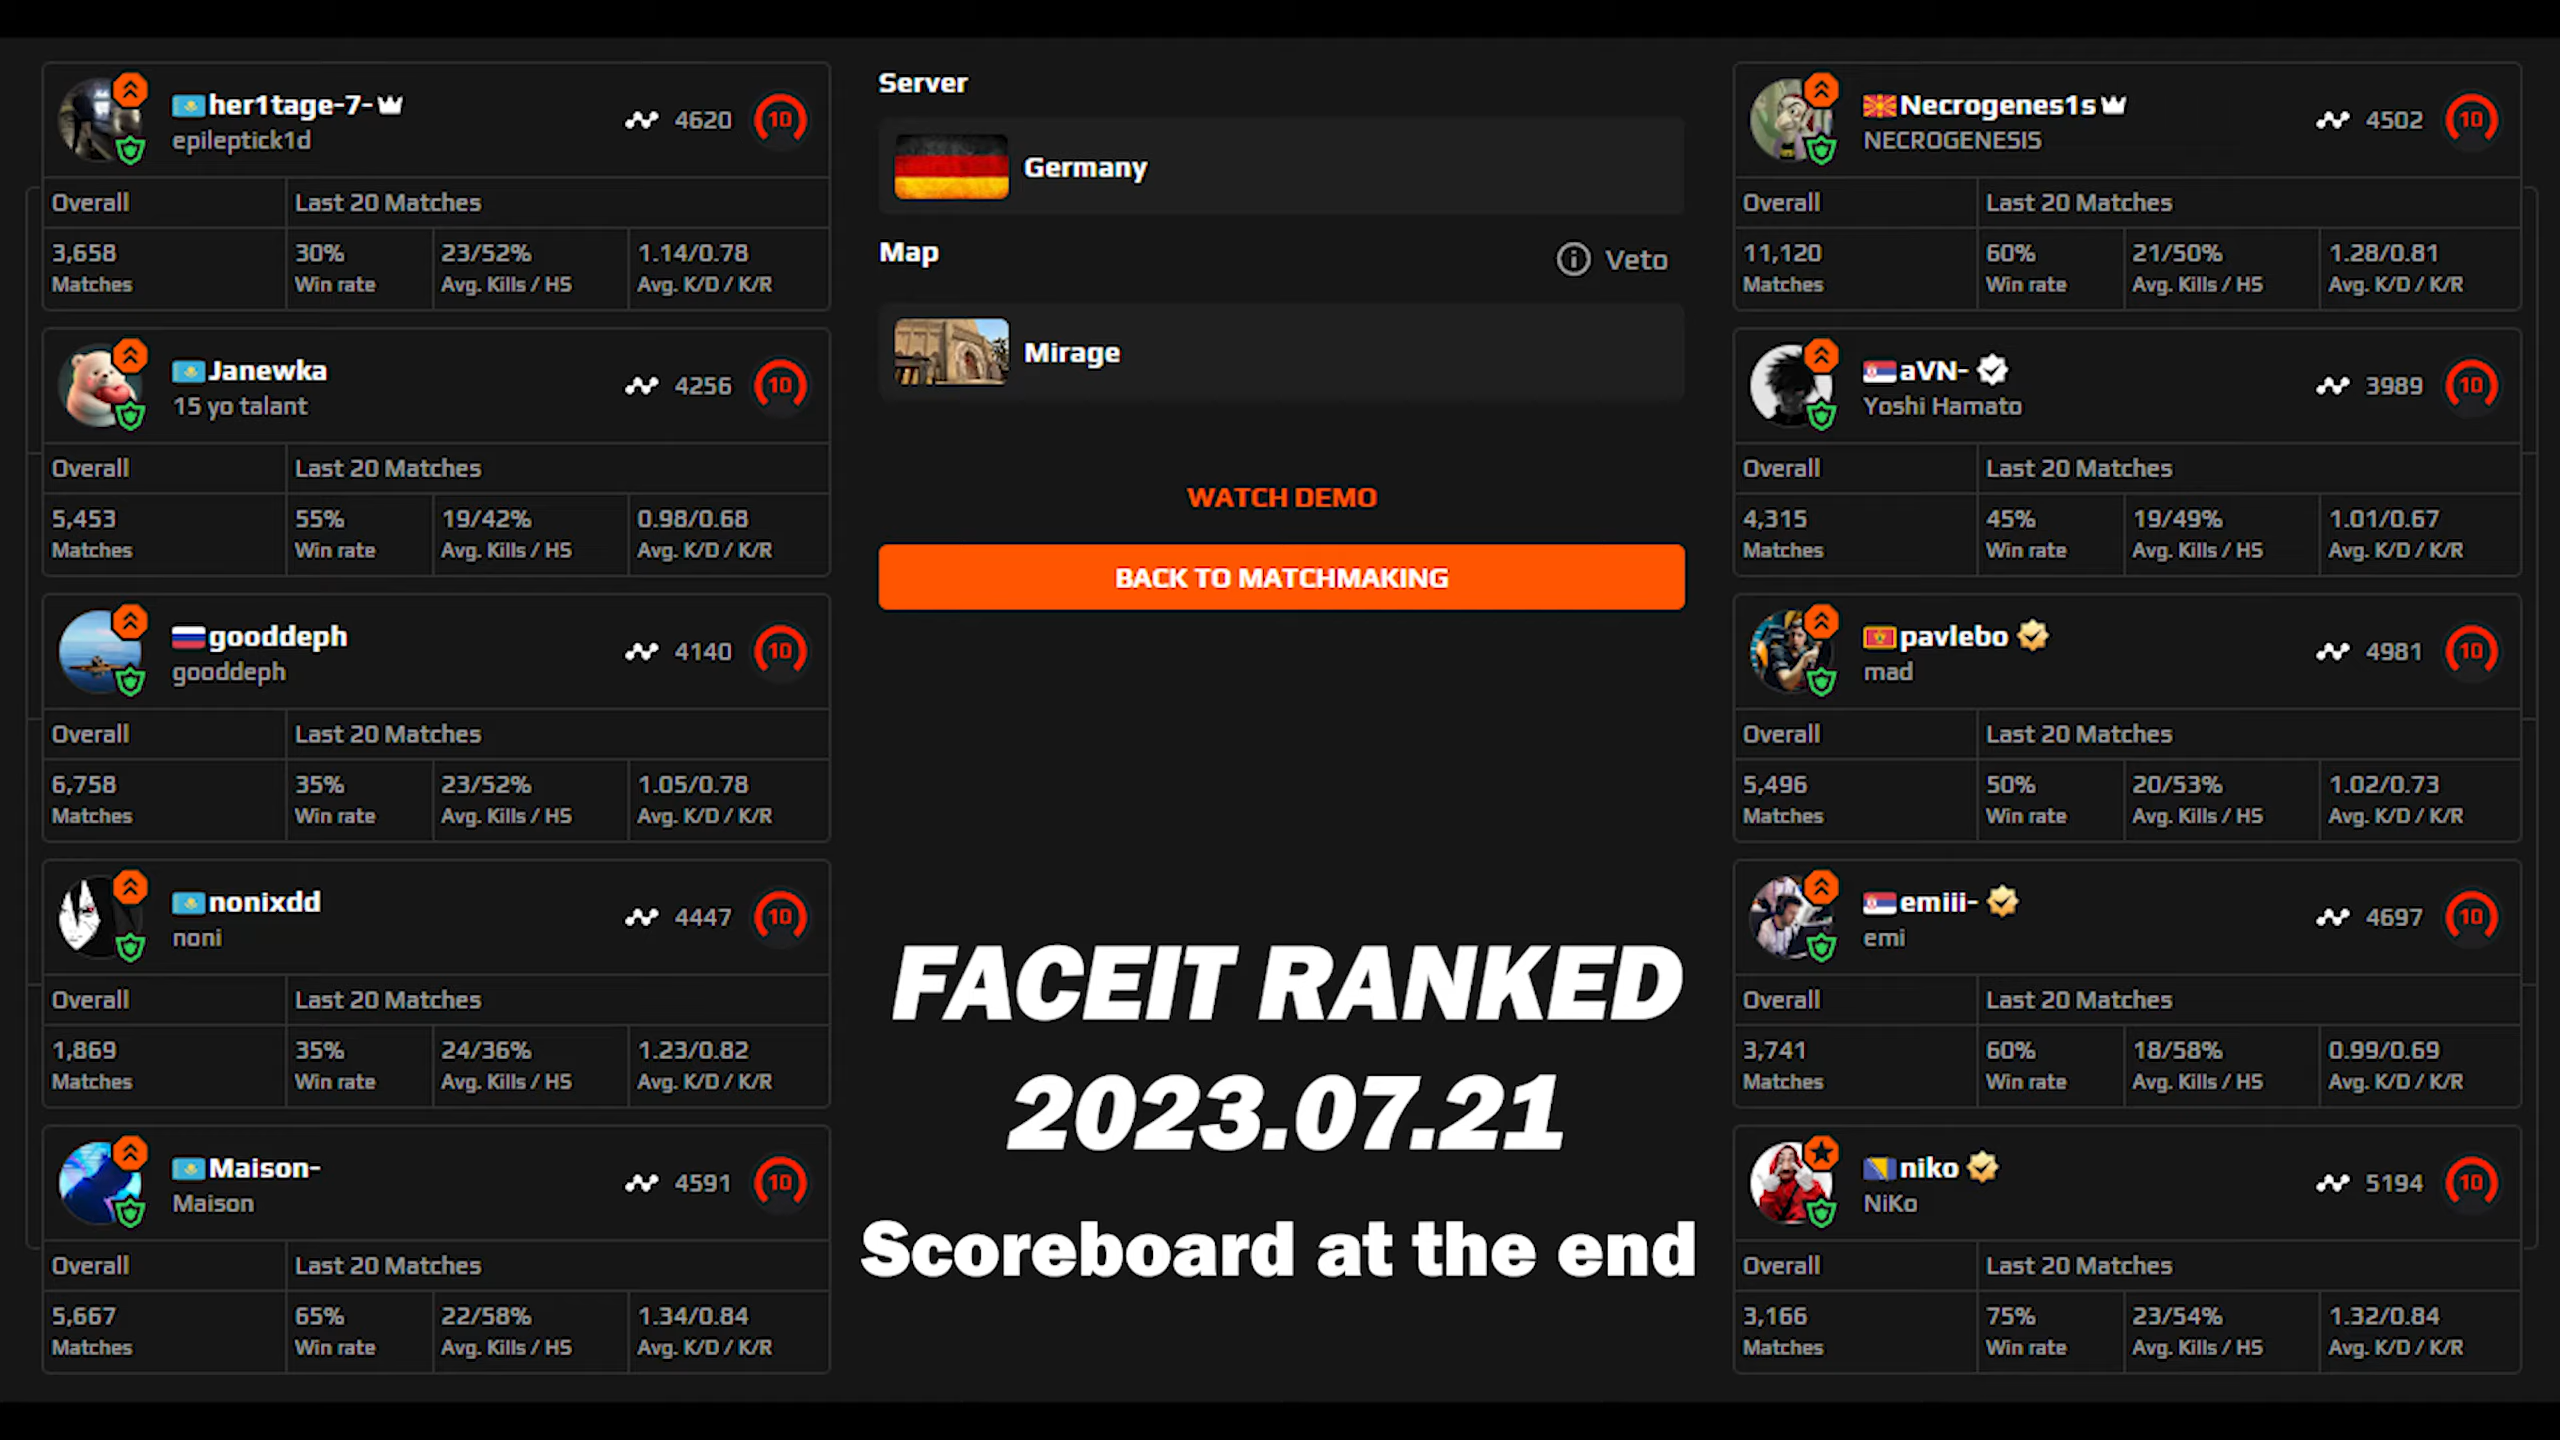 her1tage-7-
epileptick1d
4620
10
Overall
Last 20 Matches
3,658
30%
23/52%
1.14/0.78
Matches
Win rate
Avg. Kills / HS
Avg. K/D / K/R
Janewka
15 yo talant
4256
10
Overall
Last 20 Matches
5,453
55%
19/42%
0.98/0.68
Matches
Win rate
Avg. Kills / HS
Avg. K/D / K/R
gooddeph
gooddeph
4140
10
Overall
Last 20 Matches
6,758
35%
23/52%
1.05/0.78
Matches
Win rate
Avg. Kills / HS
Avg. K/D / K/R
nonixdd
noni
4447
10
Overall
Last 20 Matches
1,869
35%
24/36%
1.23/0.82
Matches
Win rate
Avg. Kills / HS
Avg. K/D / K/R
Maison-
Maison
4591
10
Overall
Last 20 Matches
5,667
65%
22/58%
1.34/0.84
Matches
Win rate
Avg. Kills / HS
Avg. K/D / K/R
Server
Germany
Map
Veto
Mirage
WATCH DEMO
BACK TO MATCHMAKING
FACEIT RANKED
2023.07.21
Scoreboard at the end
Necrogenes1s
NECROGENESIS
4502
10
Overall
Last 20 Matches
11,120
60%
21/50%
1.28/0.81
Matches
Win rate
Avg. Kills / HS
Avg. K/D / K/R
aVN-
Yoshi Hamato
3989
10
Overall
Last 20 Matches
4,315
45%
19/49%
1.01/0.67
Matches
Win rate
Avg. Kills / HS
Avg. K/D / K/R
pavlebo
mad
4981
10
Overall
Last 20 Matches
5,496
50%
20/53%
1.02/0.73
Matches
Win rate
Avg. Kills / HS
Avg. K/D / K/R
emiii-
emi
4697
10
Overall
Last 20 Matches
3,741
60%
18/58%
0.99/0.69
Matches
Win rate
Avg. Kills / HS
Avg. K/D / K/R
niko
NiKo
5194
10
Overall
Last 20 Matches
3,166
75%
23/54%
1.32/0.84
Matches
Win rate
Avg. Kills / HS
Avg. K/D / K/R